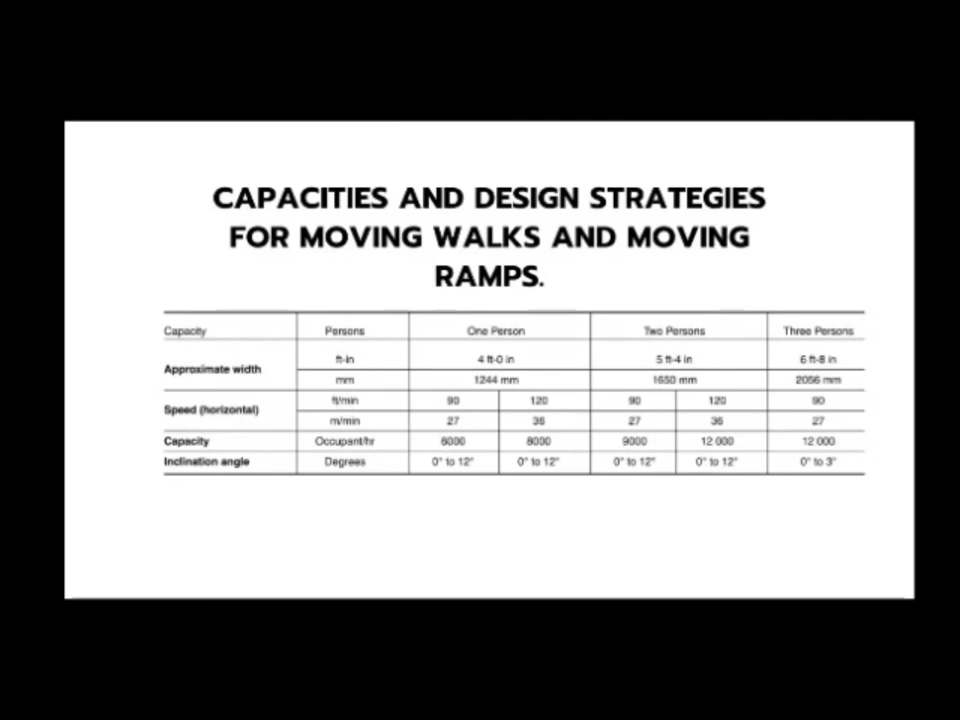 CAPACITIES AND DESIGN STRATEGIES
FOR MOVING WALKS AND MOVING
RAMPS.
Capacity Persons One Person Two Persons Three Persons
Approximate width ft-in 4 ft-0 in 5 ft-4 in 6 ft-8 in
mm 1244 mm 1650 mm 2056 mm
Speed (horizontal) ft/min 90 120 90 120 90
m/min 27 36 27 36 27
Capacity Occupant/hr 6000 8000 9000 12 000 12 000
Inclination angle Degrees 0° to 12° 0° to 12° 0° to 12° 0° to 12° 0° to 3°